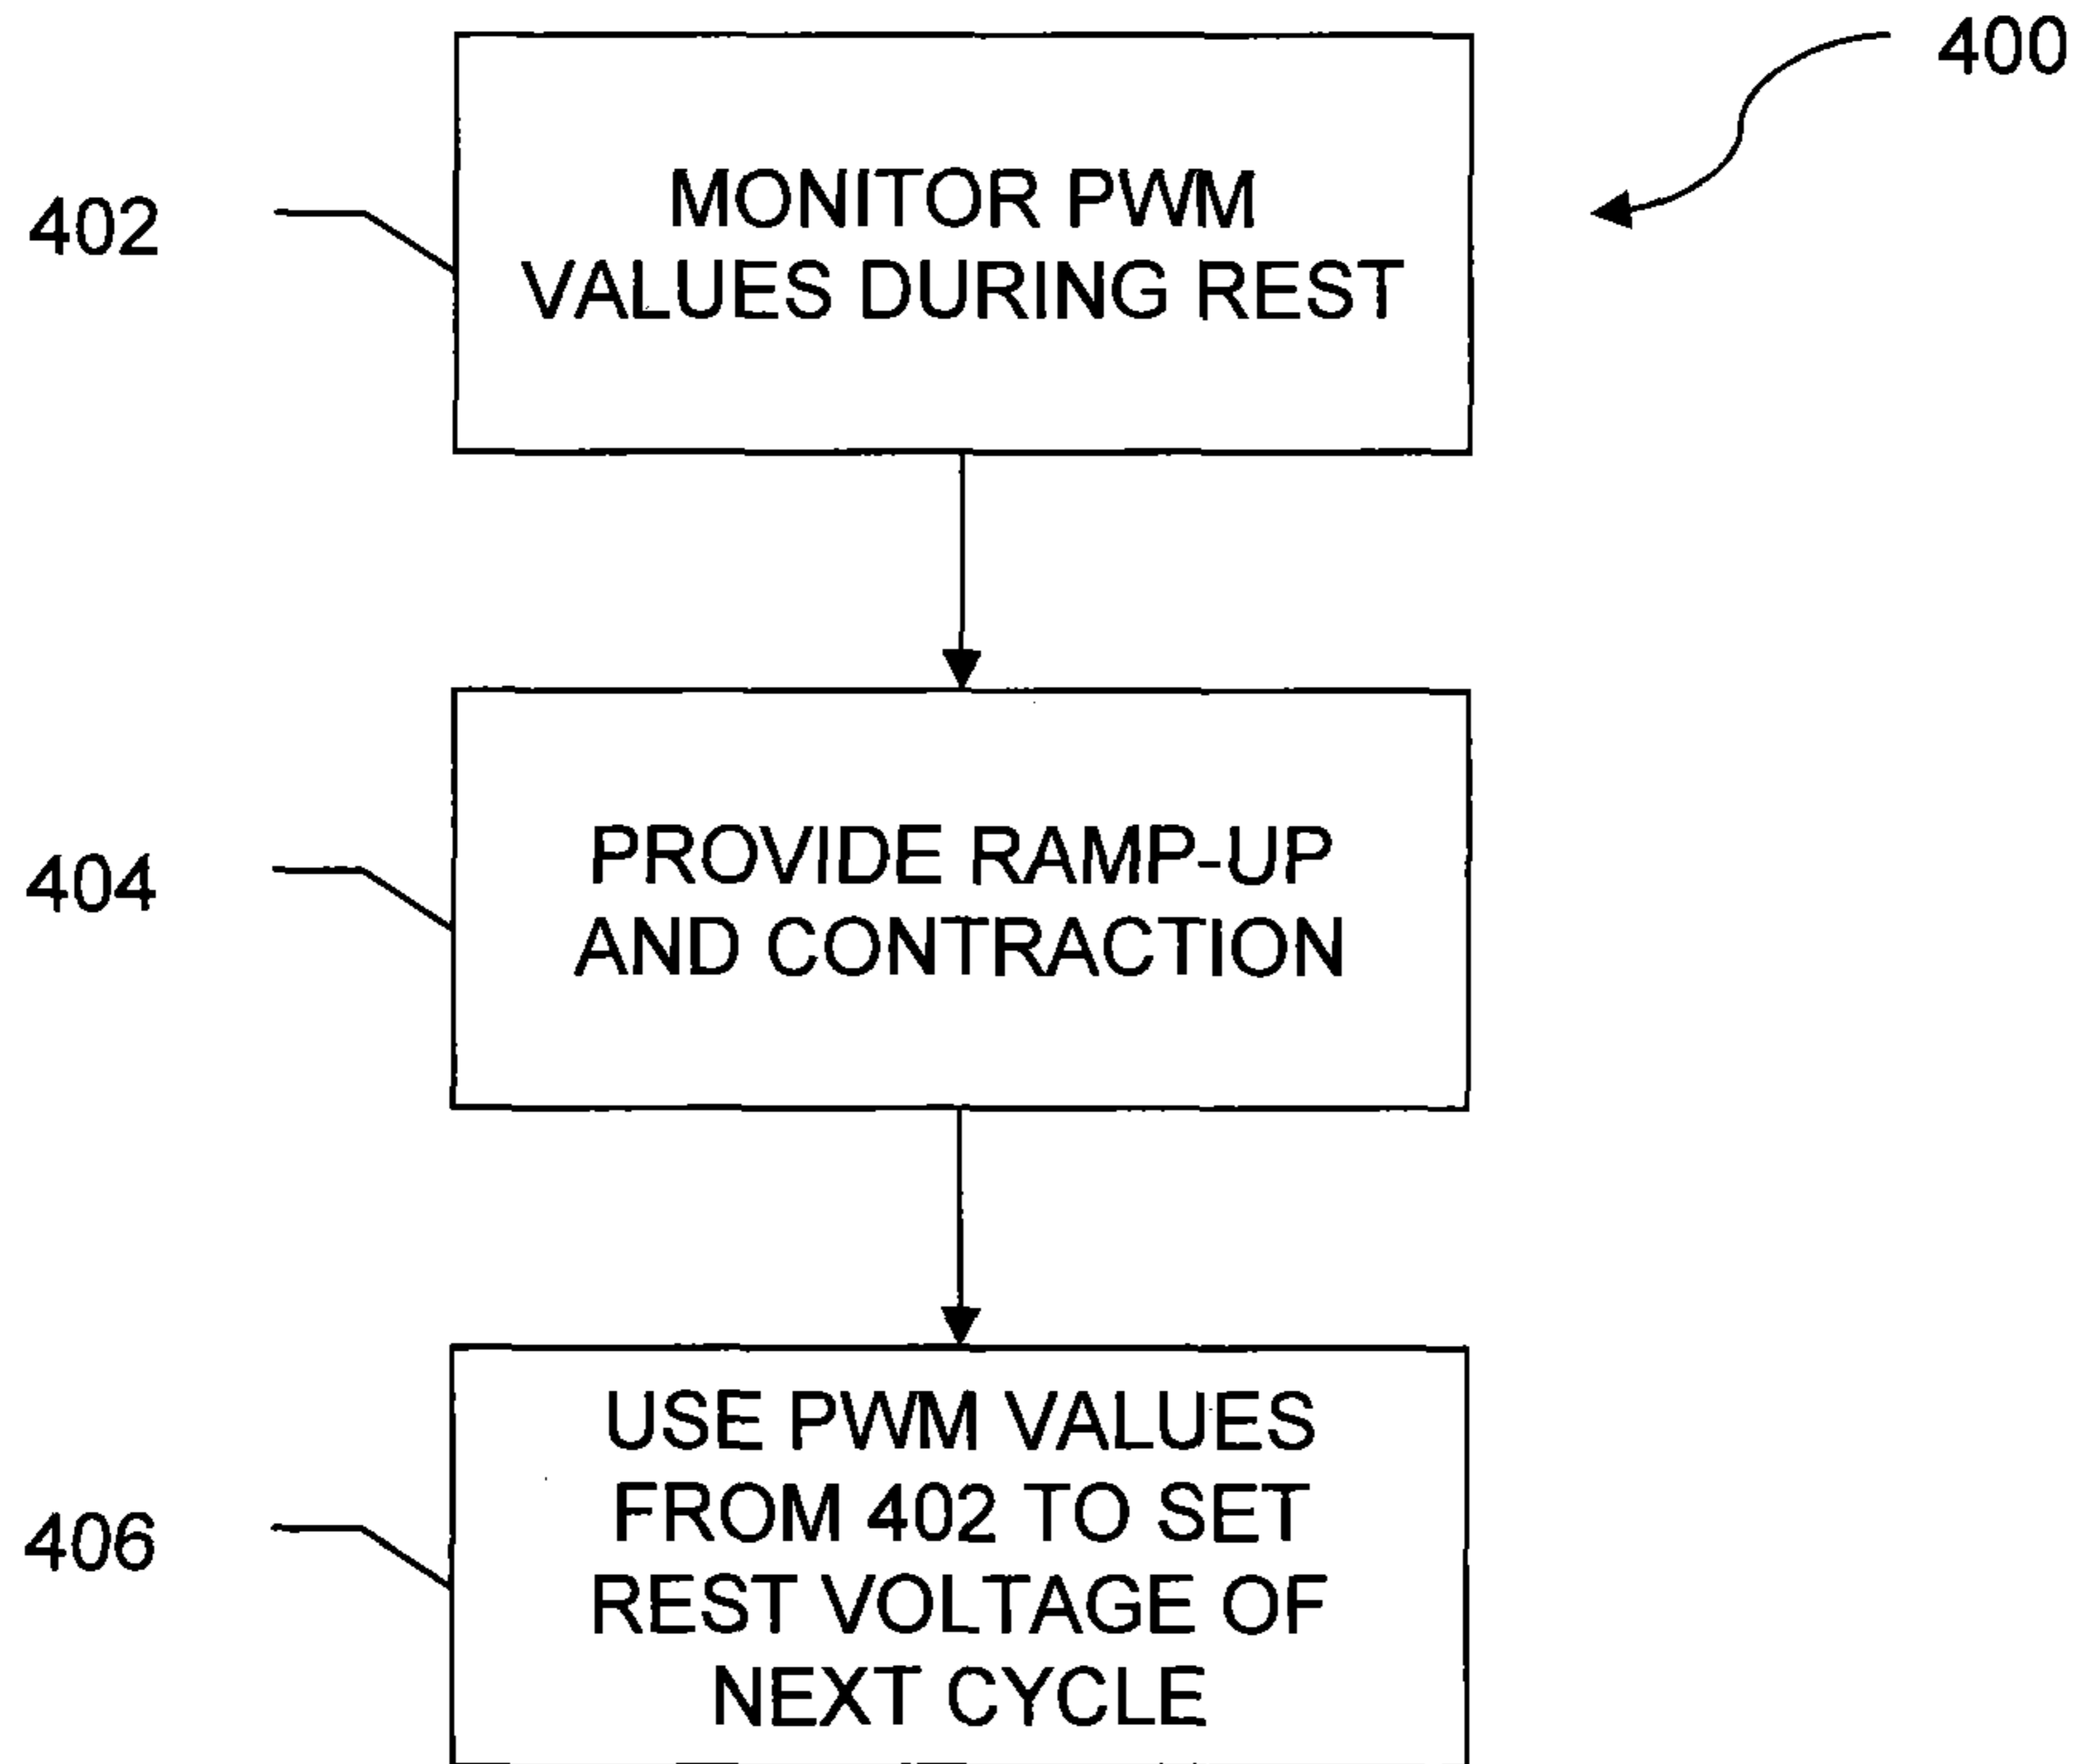 400
402
MONITOR PWM
VALUES DURING REST
404
PROVIDE RAMP-UP
AND CONTRACTION
406
USE PWM VALUES
FROM 402 TO SET
REST VOLTAGE OF
NEXT CYCLE